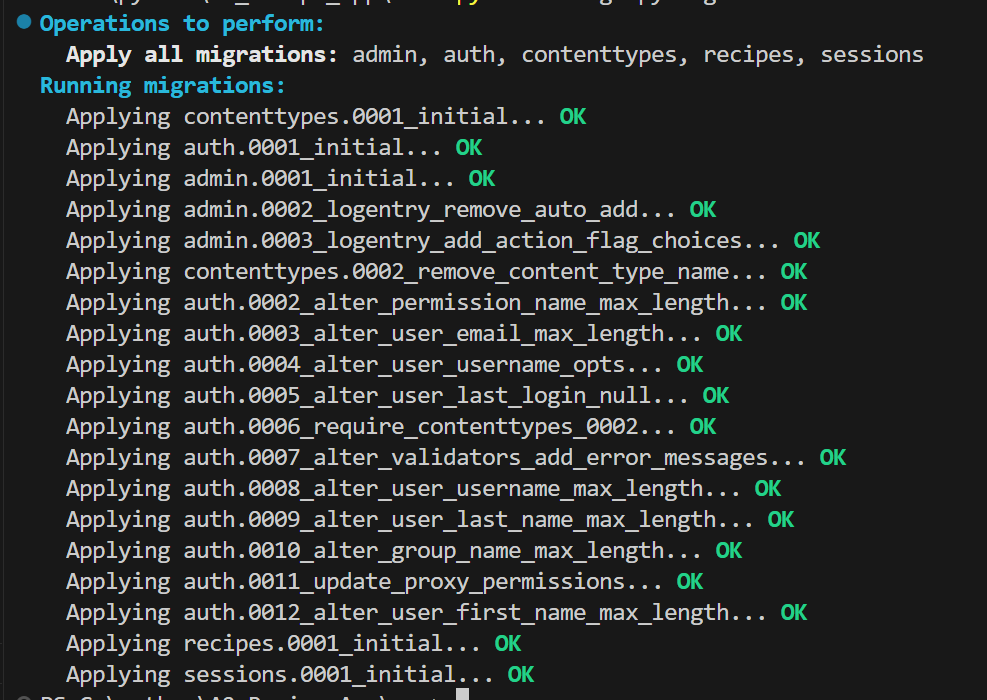 Operations to perform:
Apply all migrations: admin, auth, contenttypes, recipes, sessions
Running migrations:
Applying contenttypes.0001_initial... OK
Applying auth.0001_initial... OK
Applying admin.0001_initial... OK
Applying admin.0002_logentry_remove_auto_add... OK
Applying admin.0003_logentry_add_action_flag_choices... OK
Applying contenttypes.0002_remove_content_type_name... OK
Applying auth.0002_alter_permission_name_max_length... OK
Applying auth.0003_alter_user_email_max_length... OK
Applying auth.0004_alter_user_username_opts... OK
Applying auth.0005_alter_user_last_login_null... OK
Applying auth.0006_require_contenttypes_0002... OK
Applying auth.0007_alter_validators_add_error_messages... OK
Applying auth.0008_alter_user_username_max_length... OK
Applying auth.0009_alter_user_last_name_max_length... OK
Applying auth.0010_alter_group_name_max_length... OK
Applying auth.0011_update_proxy_permissions... OK
Applying auth.0012_alter_user_first_name_max_length... OK
Applying recipes.0001_initial... OK
Applying sessions.0001_initial... OK